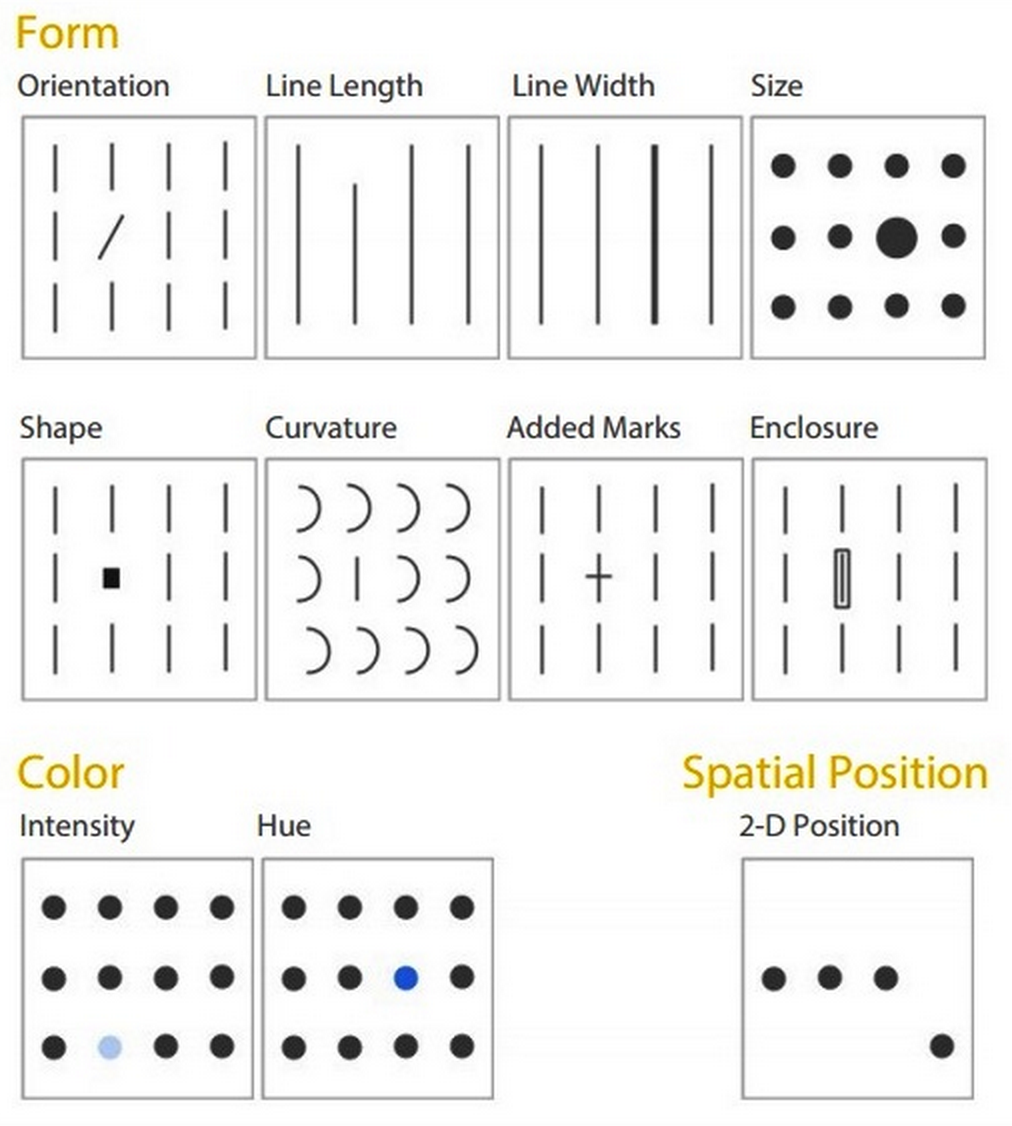 Form
Orientation Line Length Line Width Size
Shape Curvature Added Marks Enclosure
Color Spatial Position
Intensity Hue 2-D Position